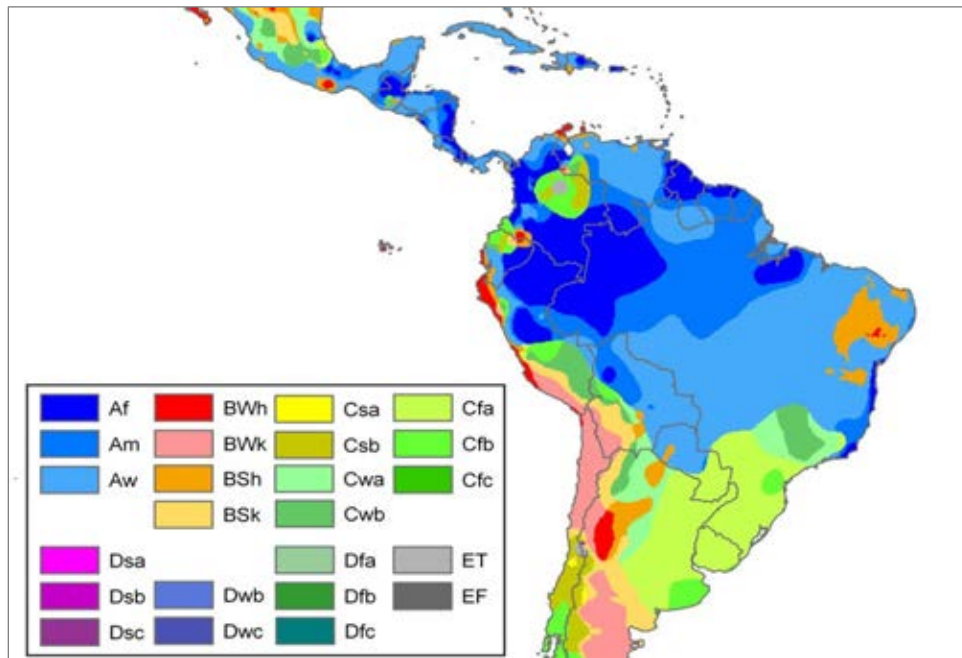 Af BWh Csa Cfa
Am BWk Csb Cfb
Aw BSh Cwa Cfc
BSk Cwb
Dsa Dfa ET
Dsb Dwb Dfb EF
Dsc Dwc Dfc